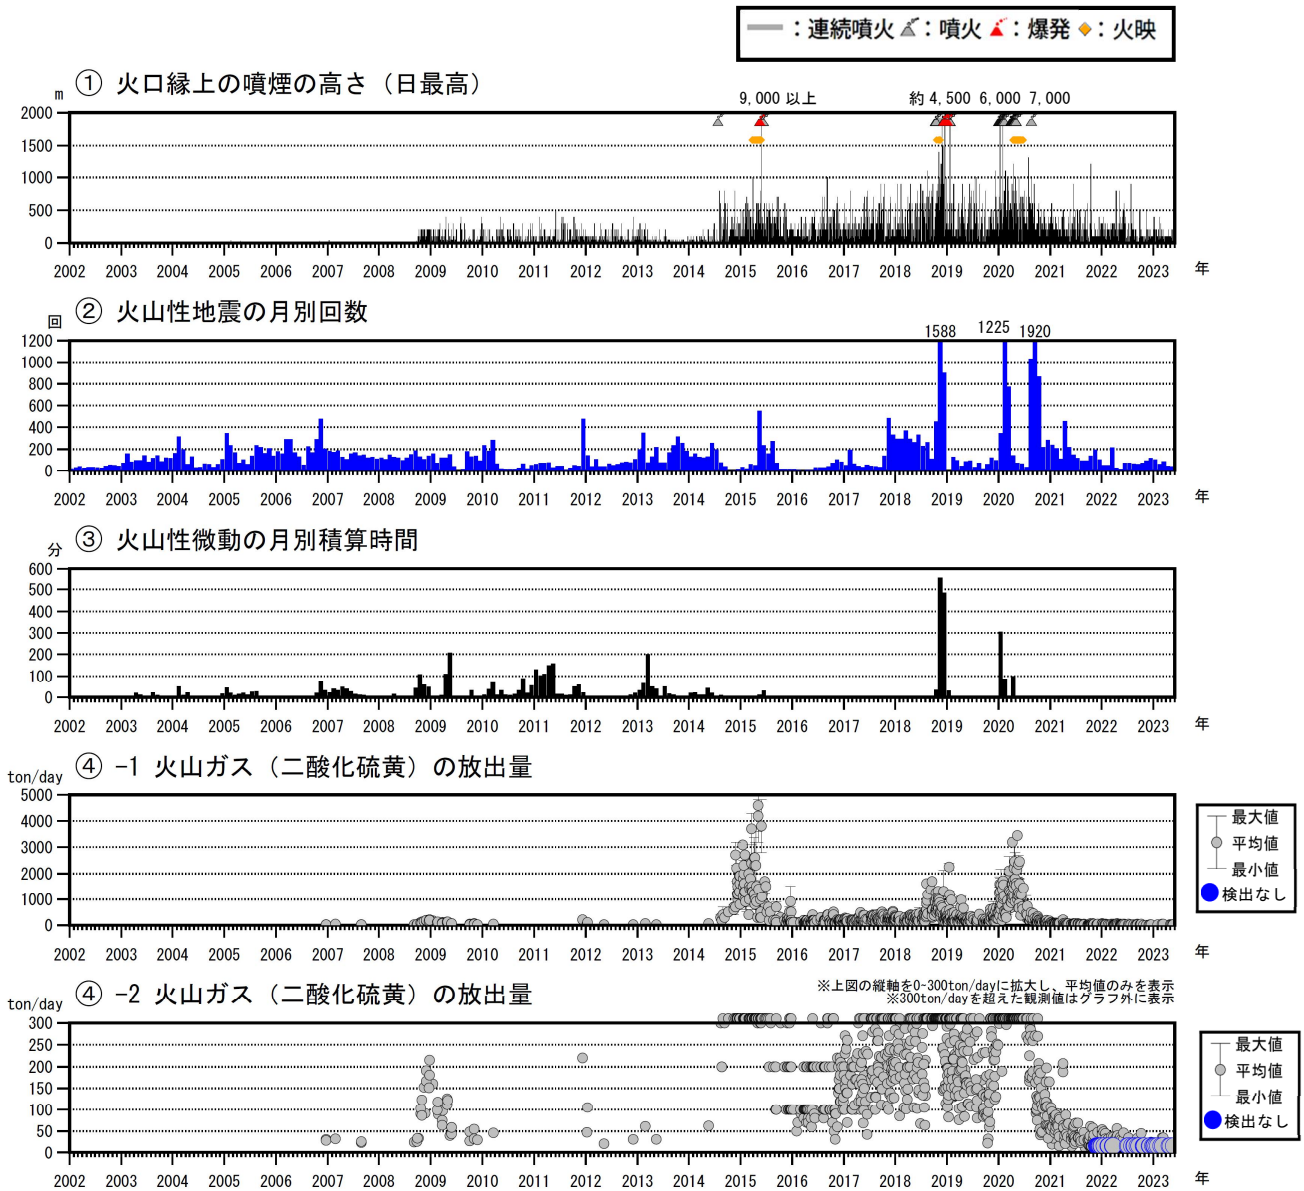 ：連続噴火 ：噴火 ：爆発 ：火映
① 火口縁上の噴煙の高さ（日最高）
m
9,000 以上 約 4,500 6,000 7,000
2000
1500
1000
500
0
2002 2003 2004 2005 2006 2007 2008 2009 2010 2011 2012 2013 2014 2015 2016 2017 2018 2019 2020 2021 2022 2023 年
② 火山性地震の月別回数
回
1588 1225 1920
1200
1000
800
600
400
200
0
2002 2003 2004 2005 2006 2007 2008 2009 2010 2011 2012 2013 2014 2015 2016 2017 2018 2019 2020 2021 2022 2023 年
③ 火山性微動の月別積算時間
分
600
500
400
300
200
100
0
2002 2003 2004 2005 2006 2007 2008 2009 2010 2011 2012 2013 2014 2015 2016 2017 2018 2019 2020 2021 2022 2023 年
④ -1 火山ガス（二酸化硫黄）の放出量
ton/day
5000
4000
3000
2000
1000
0
2002 2003 2004 2005 2006 2007 2008 2009 2010 2011 2012 2013 2014 2015 2016 2017 2018 2019 2020 2021 2022 2023 年
最大値
平均値
最小値
検出なし
④ -2 火山ガス（二酸化硫黄）の放出量
※上図の縦軸を0-300ton/dayに拡大し、平均値のみを表示
※300ton/dayを超えた観測値はグラフ外に表示
ton/day
300
250
200
150
100
50
0
2002 2003 2004 2005 2006 2007 2008 2009 2010 2011 2012 2013 2014 2015 2016 2017 2018 2019 2020 2021 2022 2023 年
最大値
平均値
最小値
検出なし